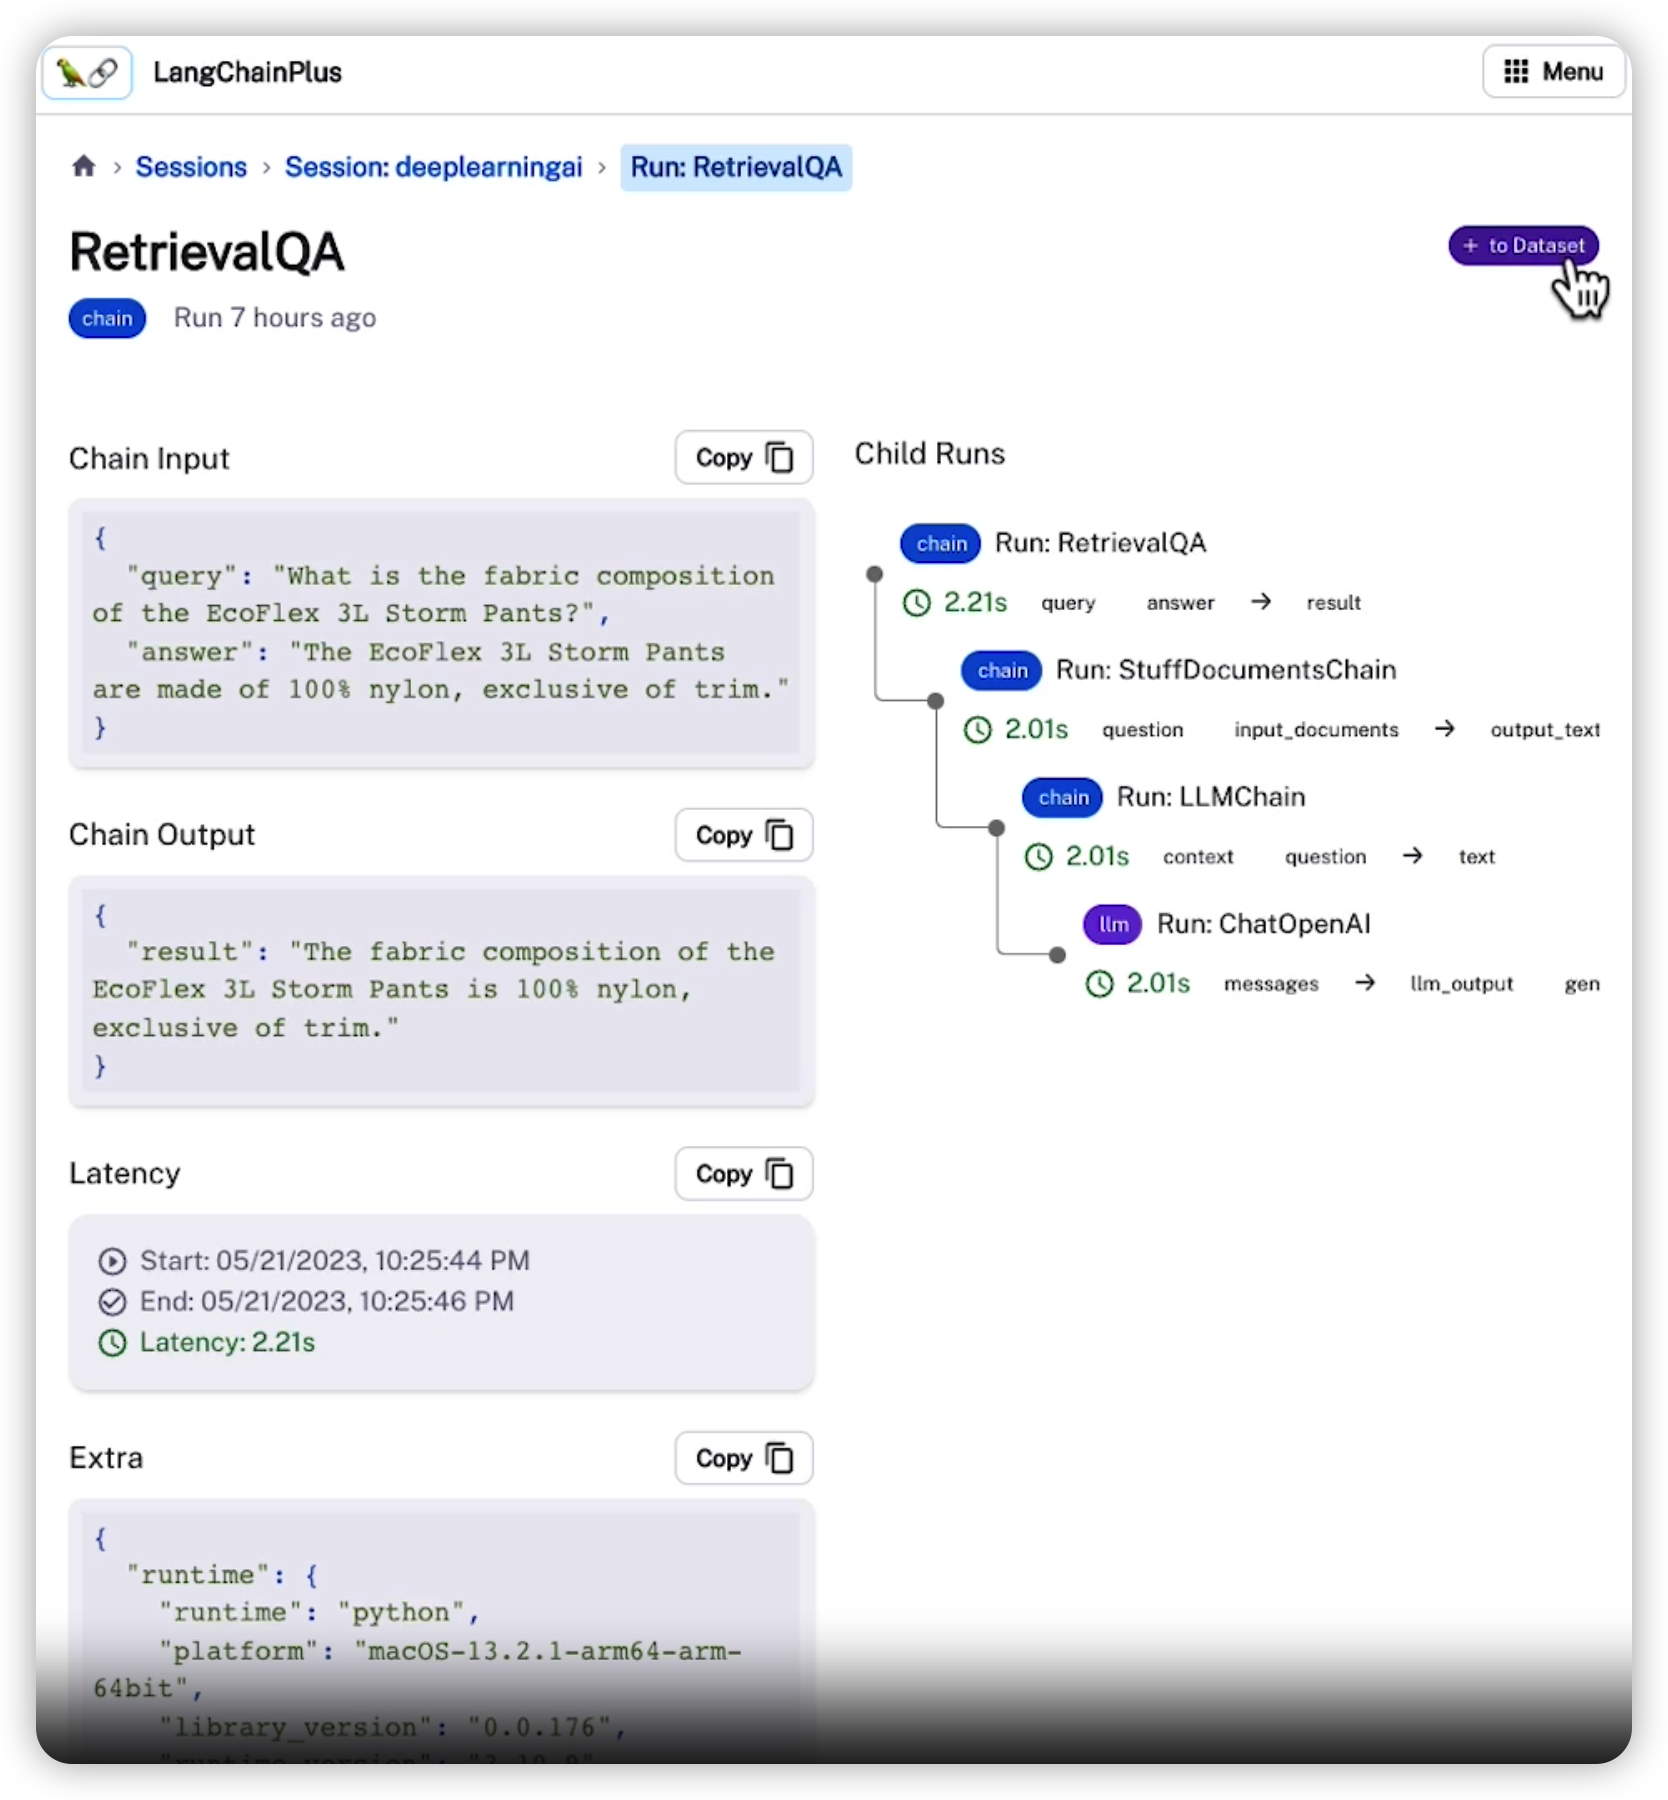 LangChainPlus
Menu
Sessions > Session: deeplearningai > Run: RetrievalQA
RetrievalQA
+ to Dataset
chain Run 7 hours ago
Chain Input
Copy
{
"query": "What is the fabric composition
of the EcoFlex 3L Storm Pants?",
"answer": "The EcoFlex 3L Storm Pants
are made of 100% nylon, exclusive of trim."
}
Chain Output
Copy
{
"result": "The fabric composition of the
EcoFlex 3L Storm Pants is 100% nylon,
exclusive of trim."
}
Latency
Copy
Start: 05/21/2023, 10:25:44 PM
End: 05/21/2023, 10:25:46 PM
Latency: 2.21s
Extra
Copy
{
"runtime": {
"runtime": "python",
"platform": "macOS-13.2.1-arm64-arm-
64bit",
"library_version": "0.0.176",
"runtime_version": "3.10.9"
Child Runs
chain Run: RetrievalQA
2.21s query answer → result
chain Run: StuffDocumentsChain
2.01s question input_documents → output_text
chain Run: LLMChain
2.01s context question → text
llm Run: ChatOpenAI
2.01s messages → llm_output gen